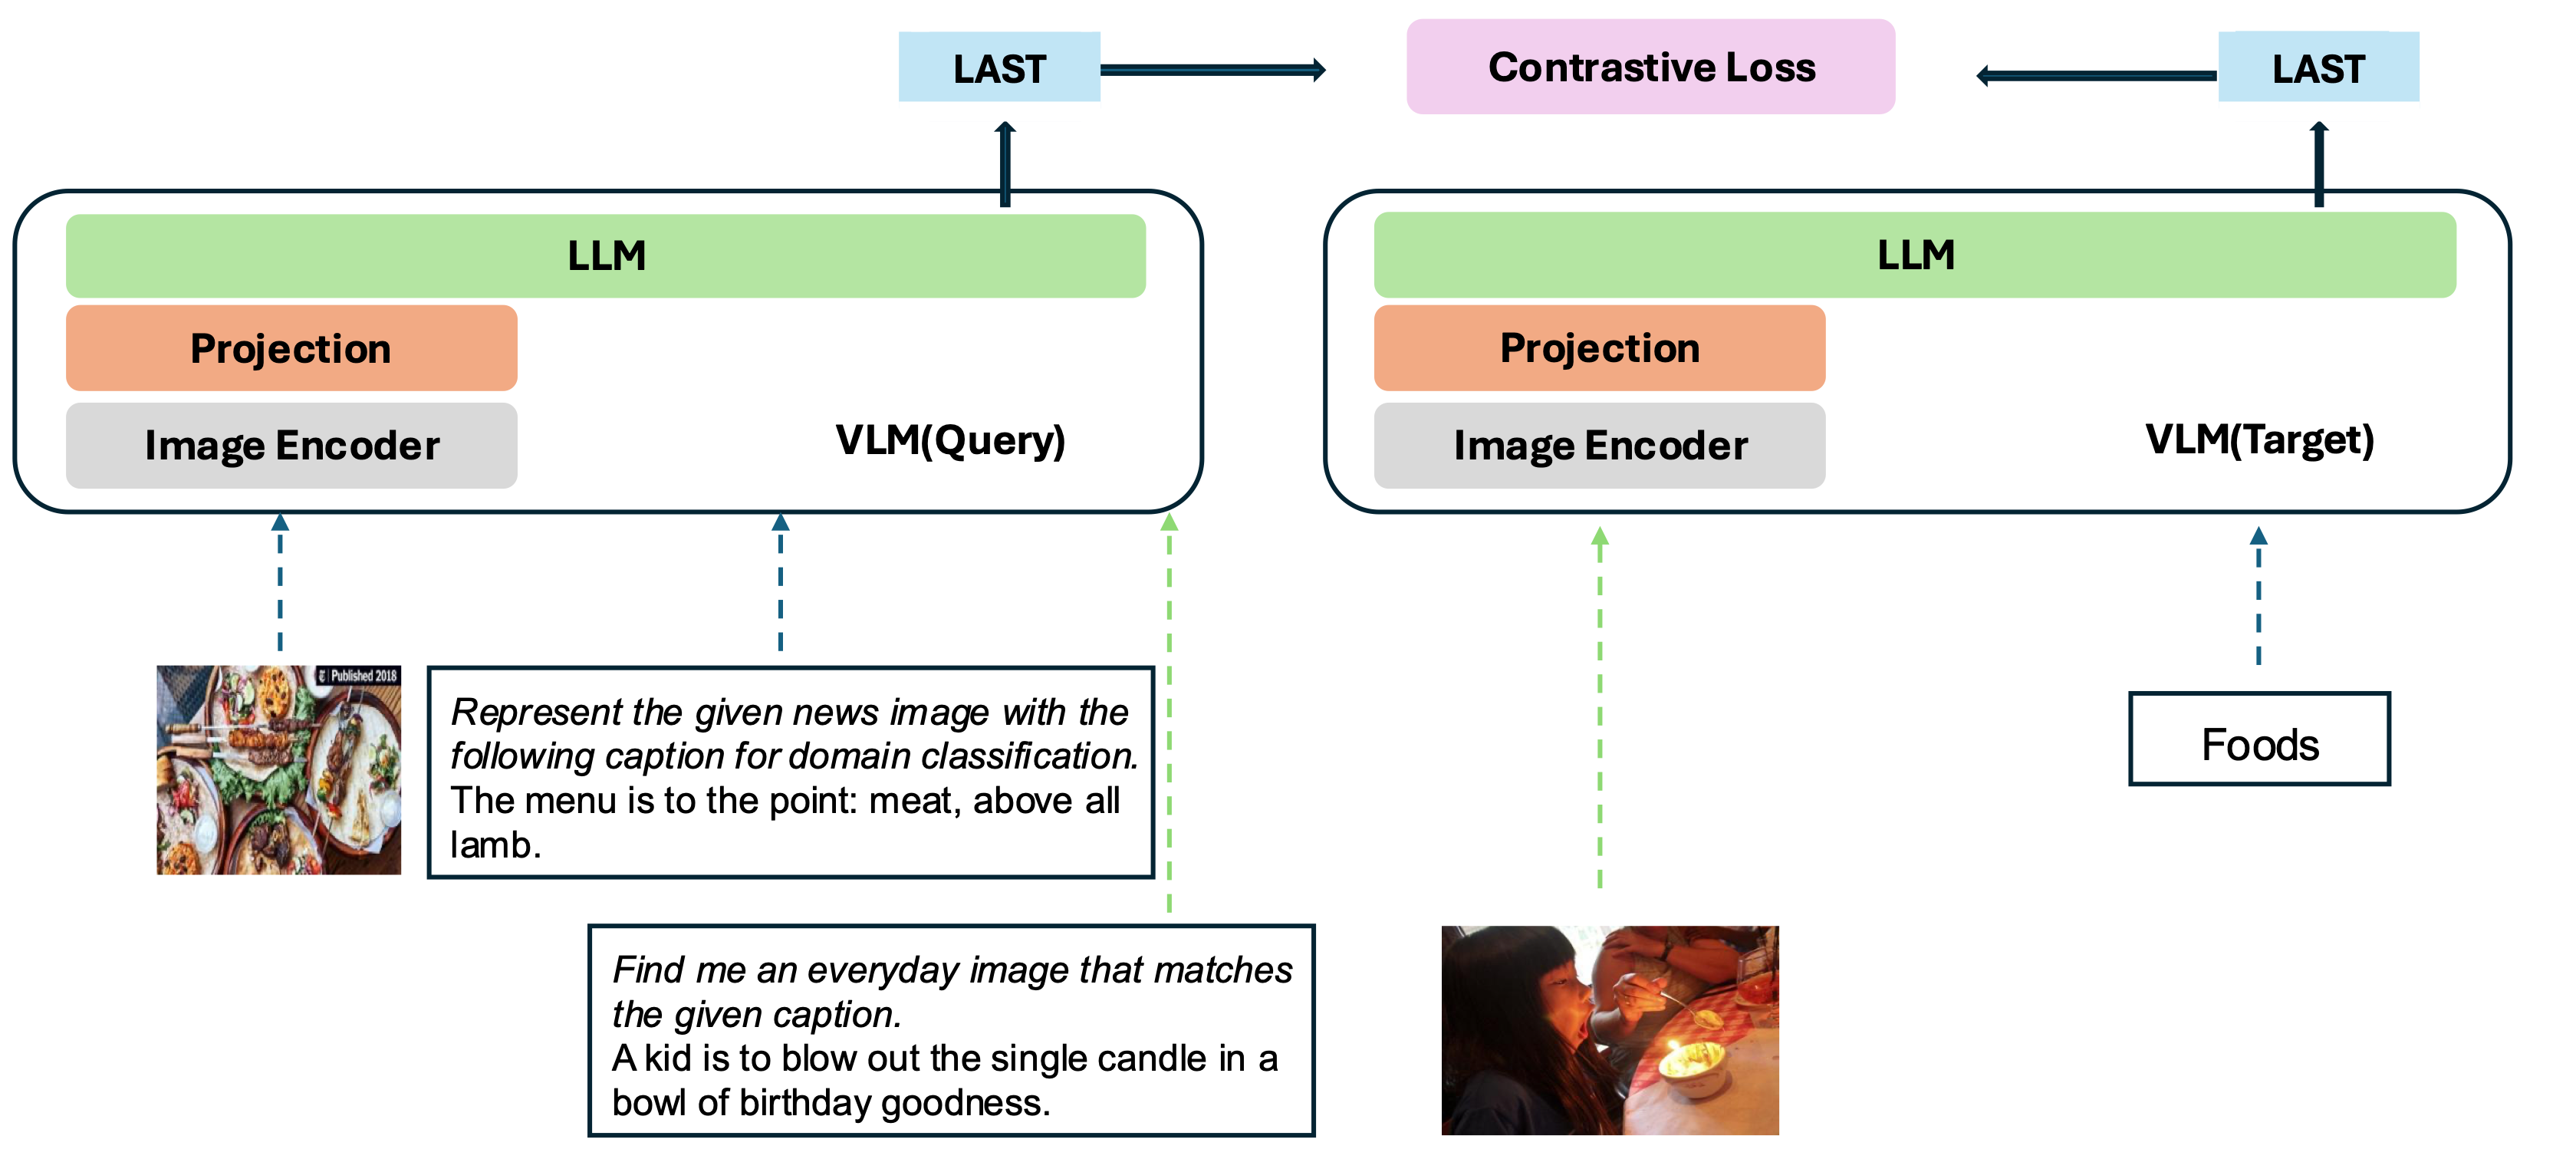 LAST
Contrastive Loss
LAST
LLM
Projection
Image Encoder
VLM(Query)
LLM
Projection
Image Encoder
VLM(Target)
Published 2018
Represent the given news image with the
following caption for domain classification.
The menu is to the point: meat, above all
lamb.
Foods
Find me an everyday image that matches
the given caption.
A kid is to blow out the single candle in a
bowl of birthday goodness.